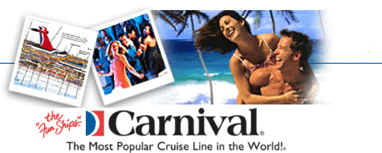 the
"Fun Ships."
Carnival®
The Most Popular Cruise Line in the World!®